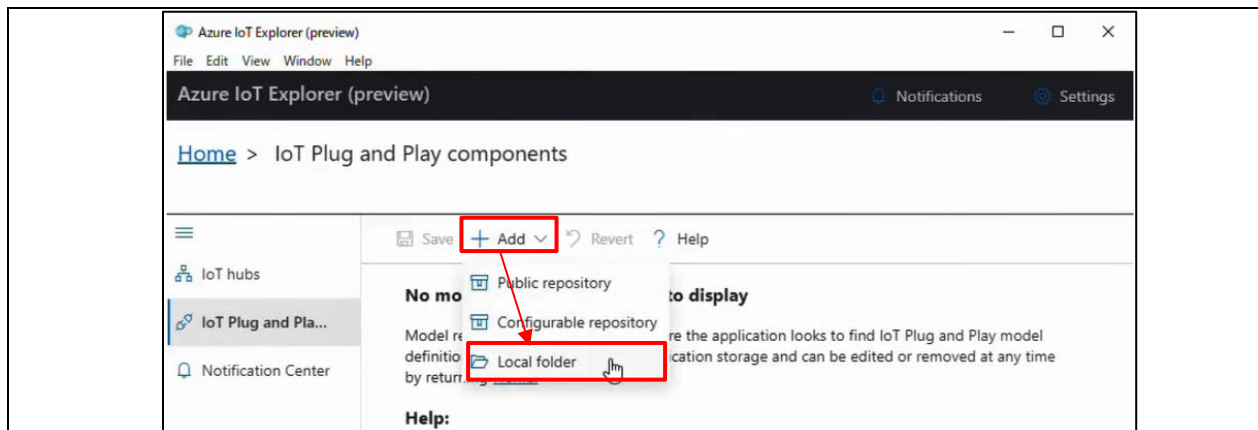 Azure IoT Explorer (preview)
File Edit View Window Help
Azure IoT Explorer (preview) Notifications Settings
Home > IoT Plug and Play components
Save + Add Revert ? Help
IoT hubs
Public repository
No mo to display
IoT Plug and Pla...
Configurable repository
Model re re the application looks to find IoT Plug and Play model
Local folder
definitio ication storage and can be edited or removed at any time
Notification Center
by return
Help: